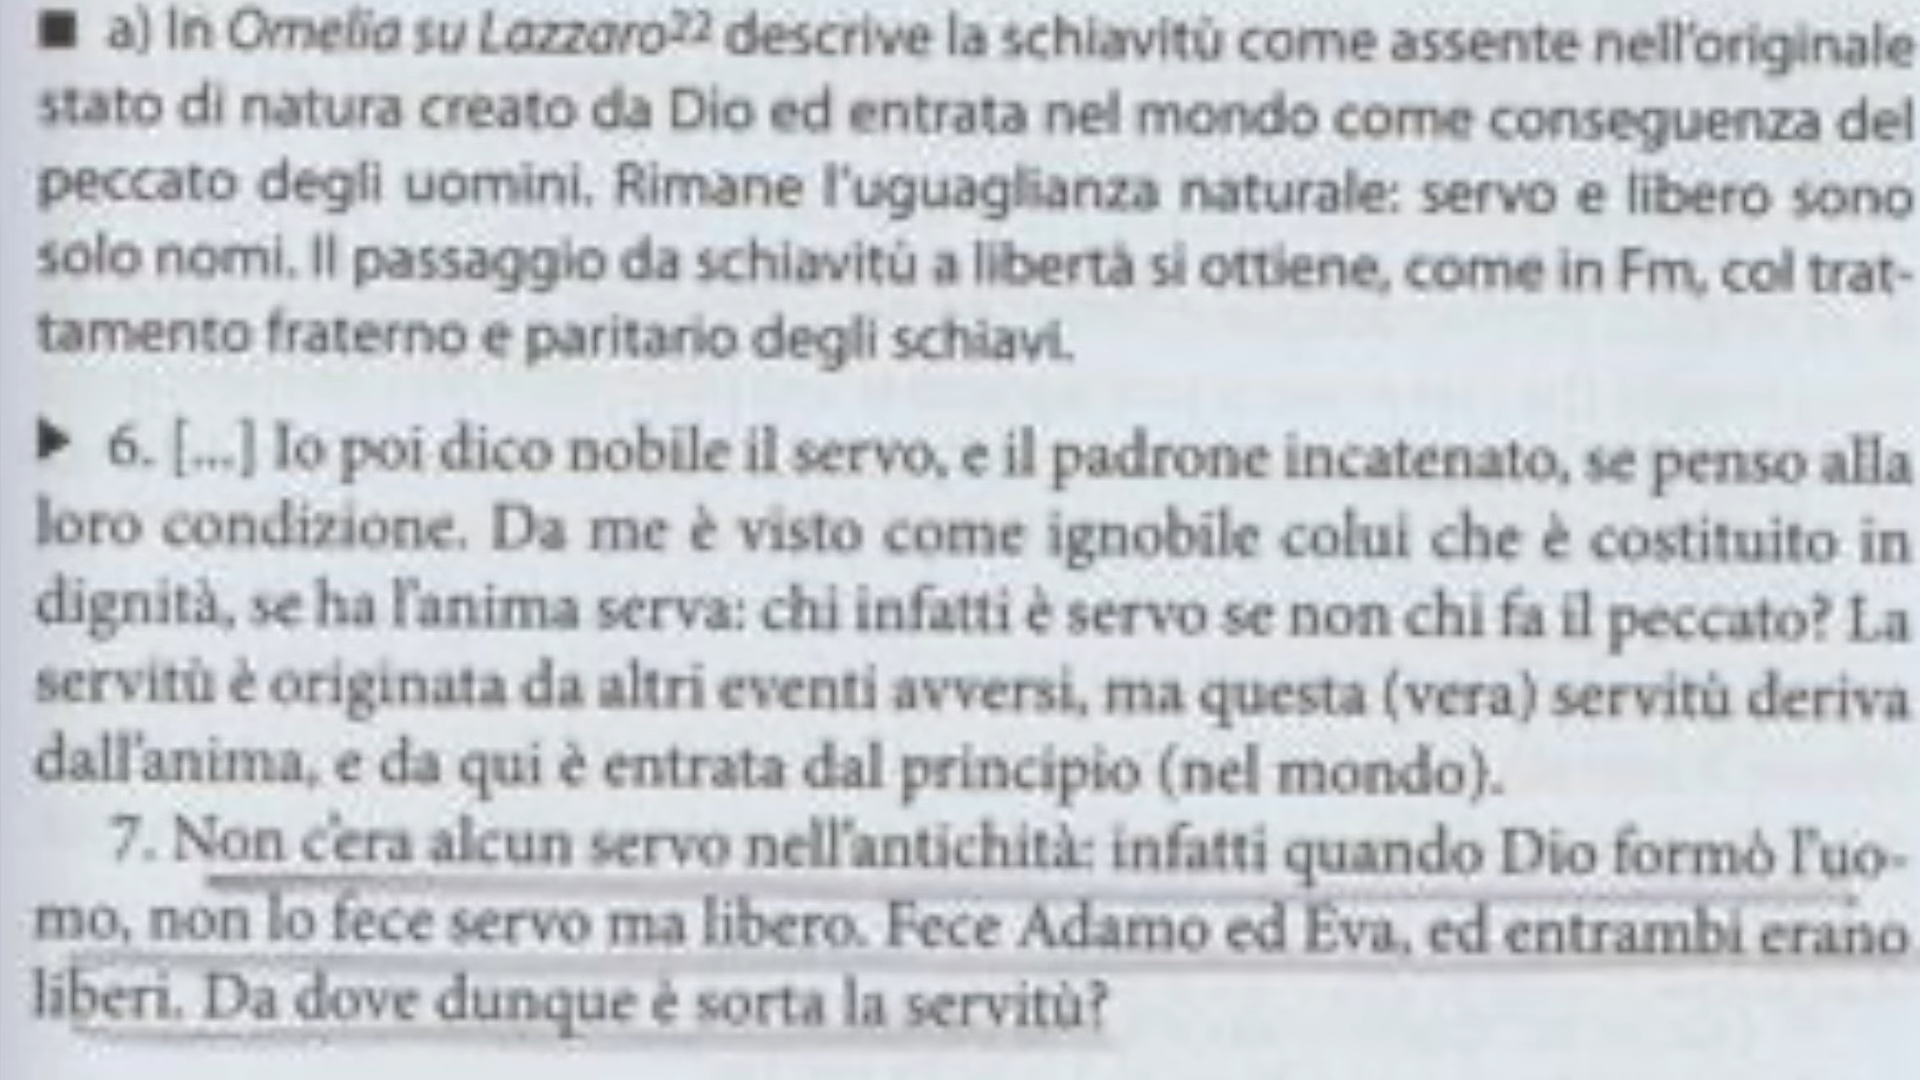 ■ a) In Omelia su Lazzaro22 descrive la schiavitù come assente nell'originale
stato di natura creato da Dio ed entrata nel mondo come conseguenza del
peccato degli uomini. Rimane l'uguaglianza naturale: servo e libero sono
solo nomi. Il passaggio da schiavitù a libertà si ottiene, come in Fm, col trat-
tamento fraterno e paritario degli schiavi.
▶ 6. [...] Io poi dico nobile il servo, e il padrone incatenato, se penso alla
loro condizione. Da me è visto come ignobile colui che è costituito in
dignità, se ha l'anima serva: chi infatti è servo se non chi fa il peccato? La
servitù è originata da altri eventi avversi, ma questa (vera) servitù deriva
dall'anima, e da qui è entrata dal principio (nel mondo).
7. Non c'era alcun servo nell'antichità: infatti quando Dio formò l'uo-
mo, non lo fece servo ma libero. Fece Adamo ed Eva, ed entrambi erano
liberi. Da dove dunque è sorta la servitù?